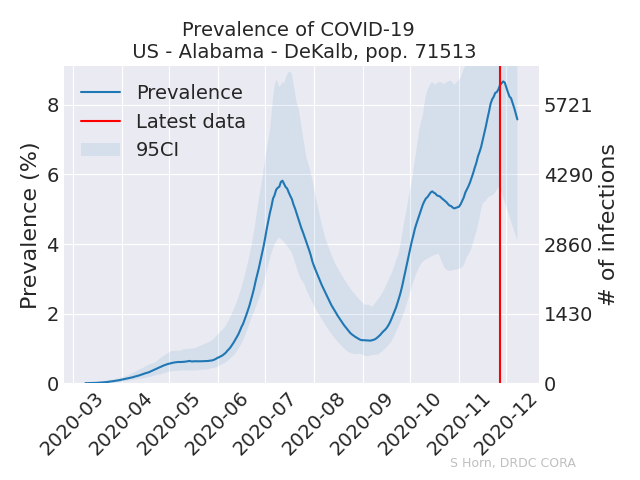 Prevalence of COVID-19
US - Alabama - DeKalb, pop. 71513
Prevalence
Latest data
95CI
Prevalence (%)
8
6
4
2
0
5721
4290
2860
1430
0
# of infections
2020-03
2020-04
2020-05
2020-06
2020-07
2020-08
2020-09
2020-10
2020-11
2020-12
S Horn, DRDC CORA